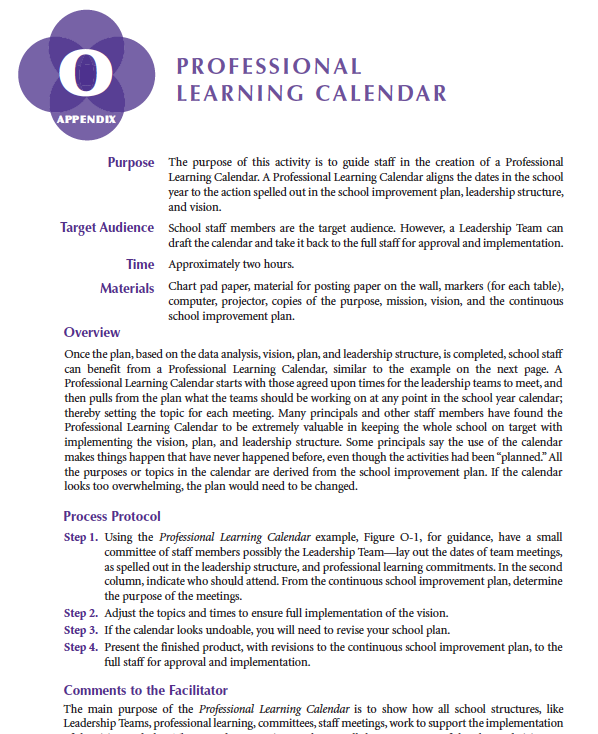 O
APPENDIX
PROFESSIONAL
LEARNING CALENDAR
Purpose The purpose of this activity is to guide staff in the creation of a Professional
Learning Calendar. A Professional Learning Calendar aligns the dates in the school
year to the action spelled out in the school improvement plan, leadership structure,
and vision.
Target Audience School staff members are the target audience. However, a Leadership Team can
draft the calendar and take it back to the full staff for approval and implementation.
Time Approximately two hours.
Materials Chart pad paper, material for posting paper on the wall, markers (for each table),
computer, projector, copies of the purpose, mission, vision, and the continuous
school improvement plan.
Overview
Once the plan, based on the data analysis, vision, plan, and leadership structure, is completed, school staff
can benefit from a Professional Learning Calendar, similar to the example on the next page. A
Professional Learning Calendar starts with those agreed upon times for the leadership teams to meet, and
then pulls from the plan what the teams should be working on at any point in the school year calendar;
thereby setting the topic for each meeting. Many principals and other staff members have found the
Professional Learning Calendar to be extremely valuable in keeping the whole school on target with
implementing the vision, plan, and leadership structure. Some principals say the use of the calendar
makes things happen that have never happened before, even though the activities had been “planned.” All
the purposes or topics in the calendar are derived from the school improvement plan. If the calendar
looks too overwhelming, the plan would need to be changed.
Process Protocol
Step 1. Using the Professional Learning Calendar example, Figure O-1, for guidance, have a small
committee of staff members possibly the Leadership Team—lay out the dates of team meetings,
as spelled out in the leadership structure, and professional learning commitments. In the second
column, indicate who should attend. From the continuous school improvement plan, determine
the purpose of the meetings.
Step 2. Adjust the topics and times to ensure full implementation of the vision.
Step 3. If the calendar looks undoable, you will need to revise your school plan.
Step 4. Present the finished product, with revisions to the continuous school improvement plan, to the
full staff for approval and implementation.
Comments to the Facilitator
The main purpose of the Professional Learning Calendar is to show how all school structures, like
Leadership Teams, professional learning, committees, staff meetings, work to support the implementation